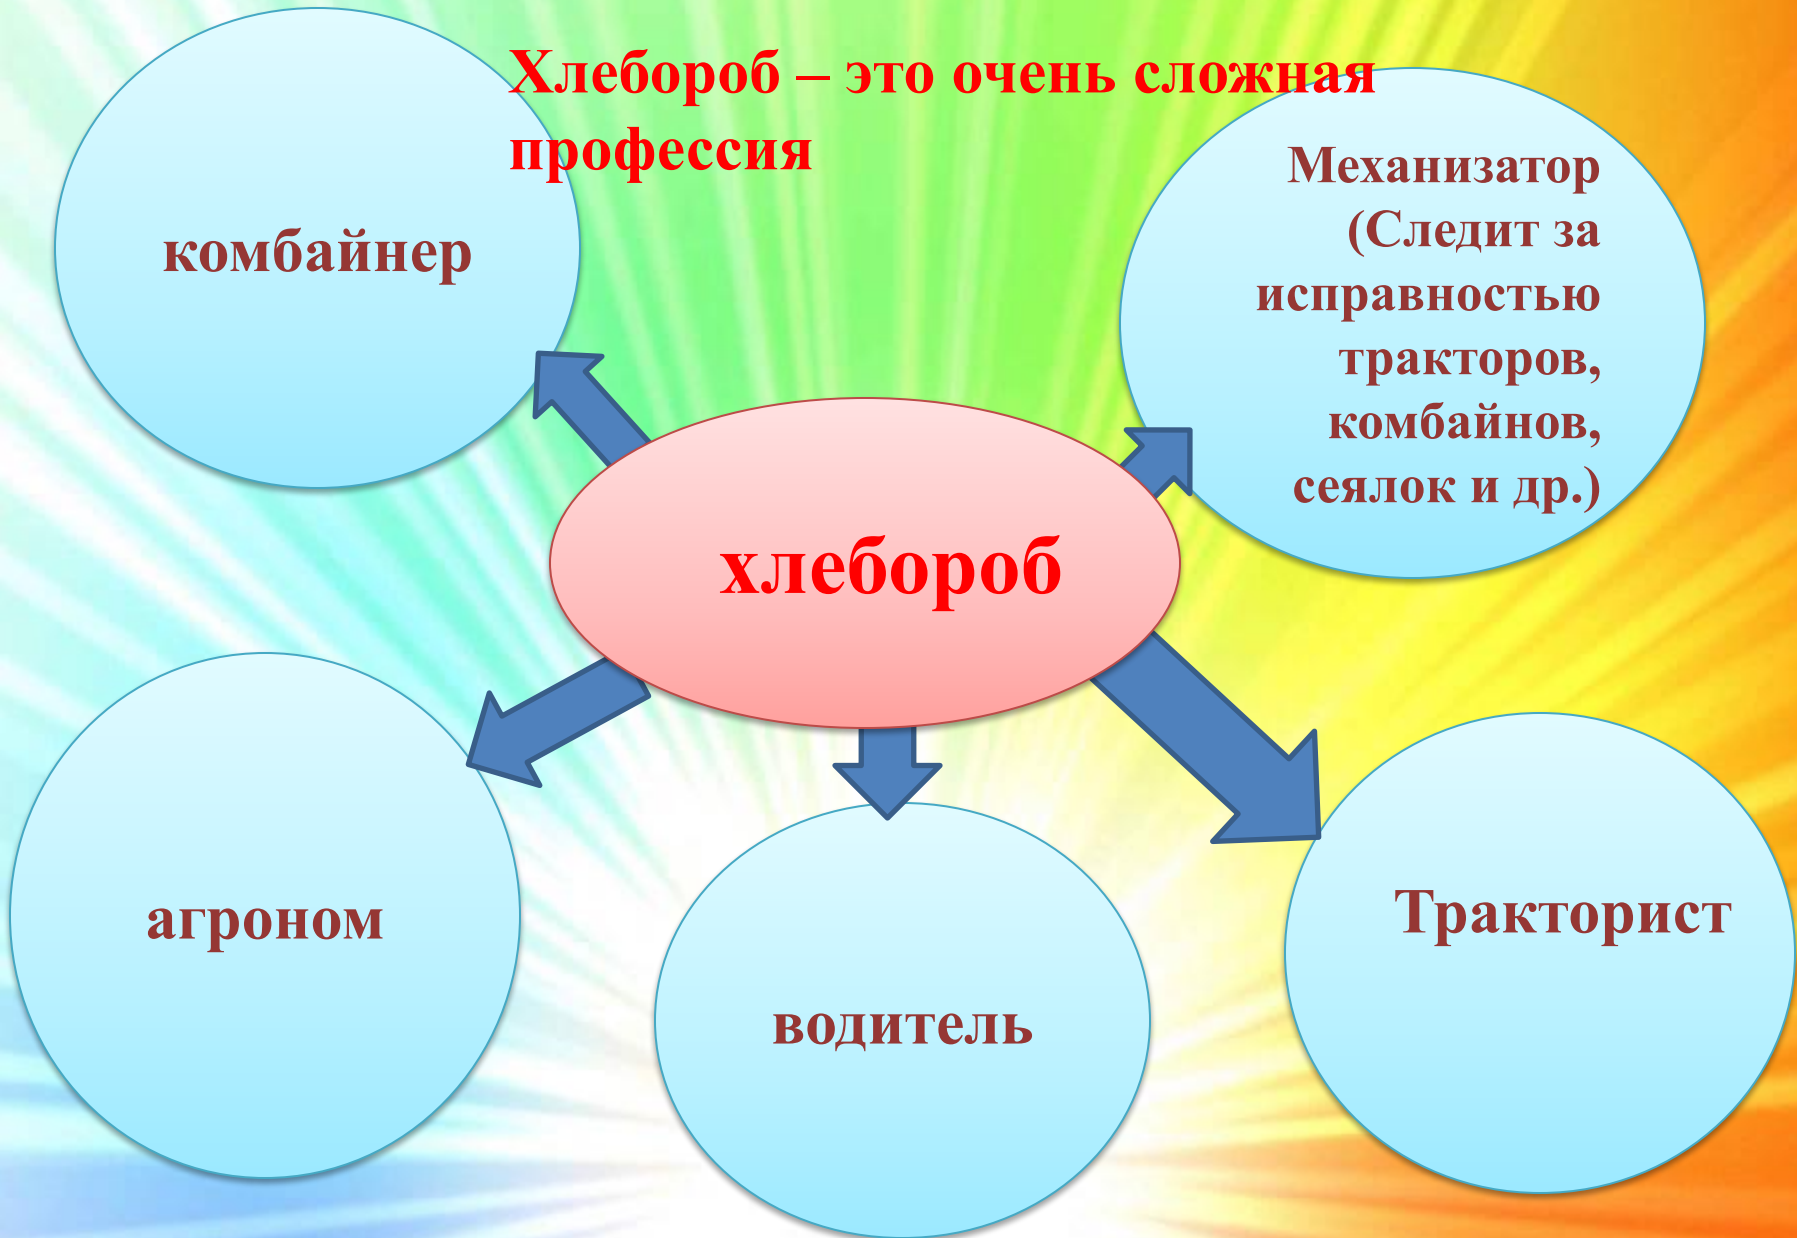 Хлебороб – это очень сложная
профессия
комбайнер
Механизатор
(Следит за
исправностью
тракторов,
комбайнов,
сеялок и др.)
хлебороб
агроном
водитель
Тракторист